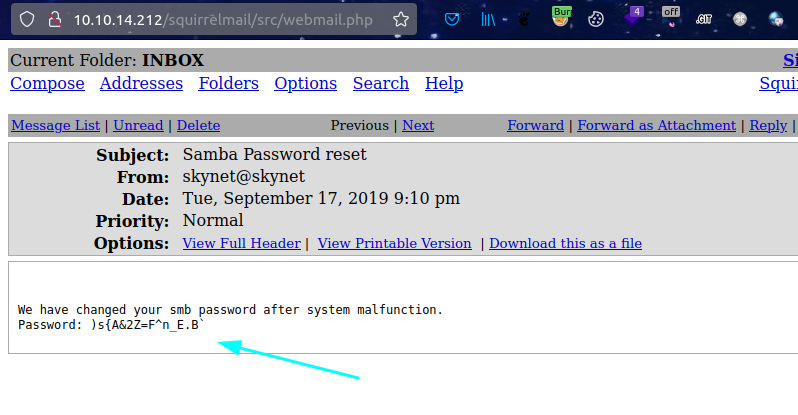 10.10.14.212/squirrelmail/src/webmail.php
Burp
4
off
.GIT
Current Folder: INBOX
Compose Addresses Folders Options Search Help
Message List | Unread | Delete Previous | Next Forward | Forward as Attachment | Reply |
Subject: Samba Password reset
From: skynet@skynet
Date: Tue, September 17, 2019 9:10 pm
Priority: Normal
Options: View Full Header | View Printable Version | Download this as a file
We have changed your smb password after system malfunction.
Password: )s{A&2Z=F^n_E.B`